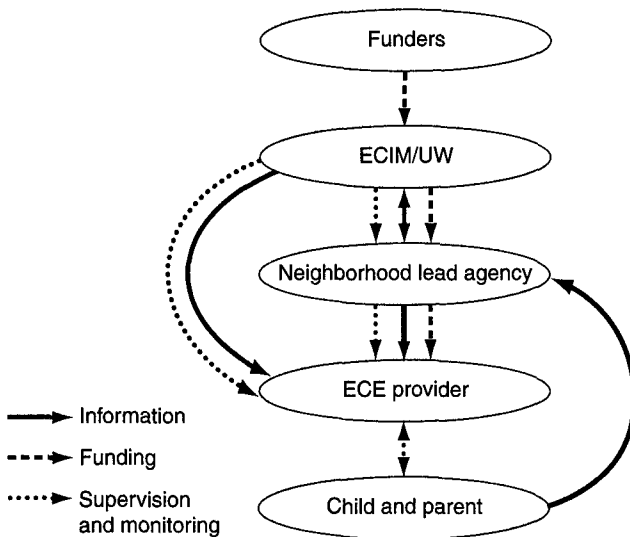 Funders
ECIM/UW
Neighborhood lead agency
ECE provider
Child and parent
Information
Funding
Supervision
and monitoring